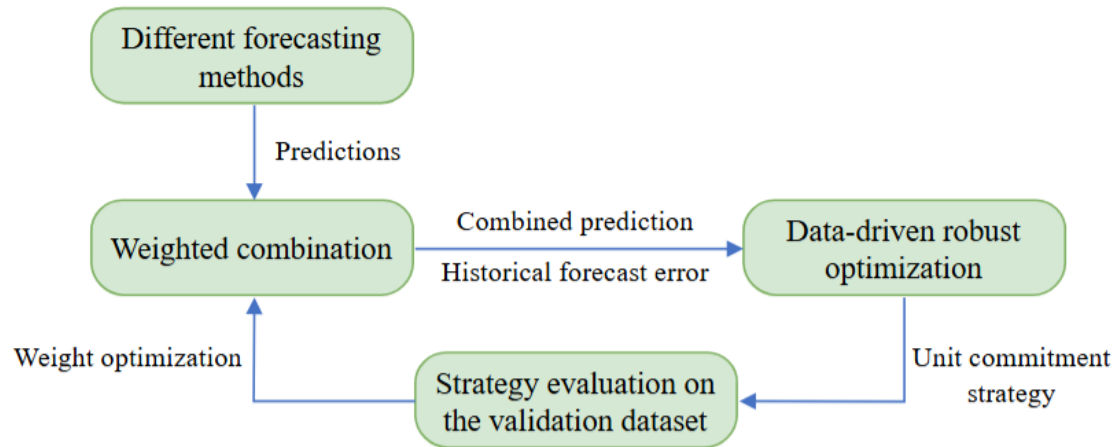 Different forecasting
methods
Predictions
Weighted combination
Combined prediction
Historical forecast error
Data-driven robust
optimization
Weight optimization
Strategy evaluation on
the validation dataset
Unit commitment
strategy